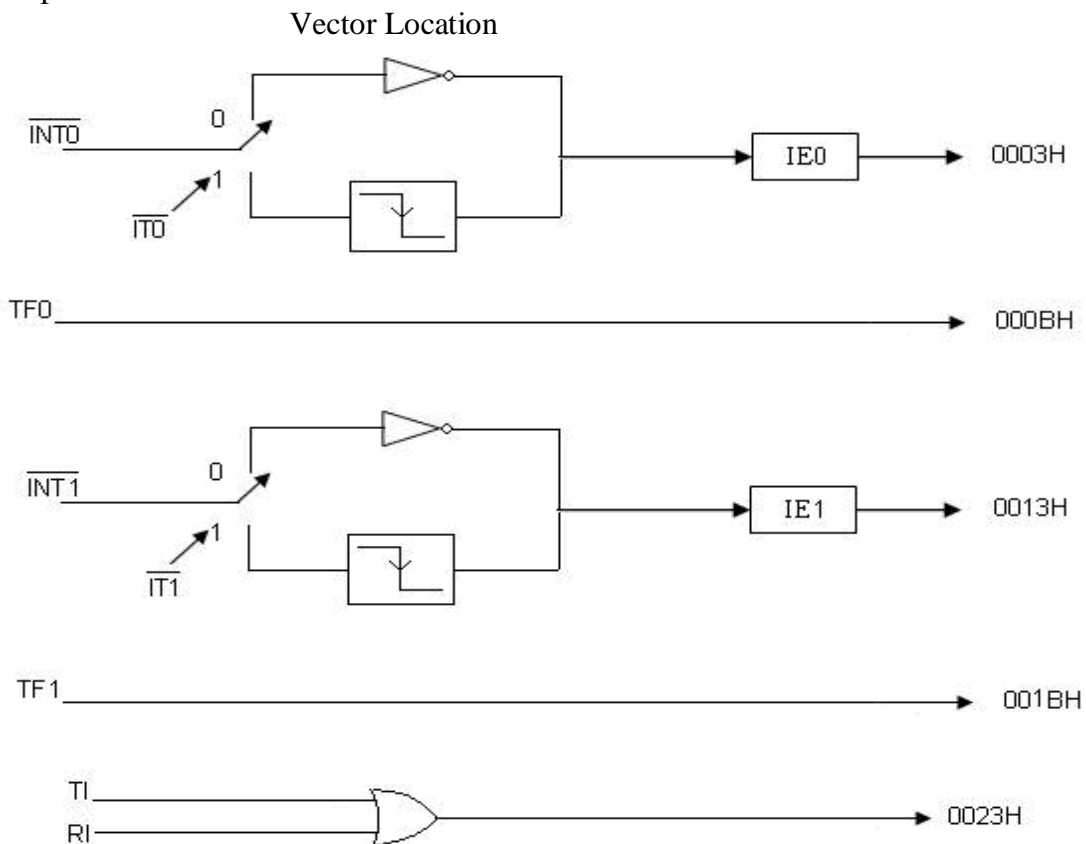 Vector Location
0
INT0
IE0
0003H
1
IT0
TF0
000BH
0
INT1
IE1
0013H
1
IT1
TF1
001BH
TI
0023H
RI